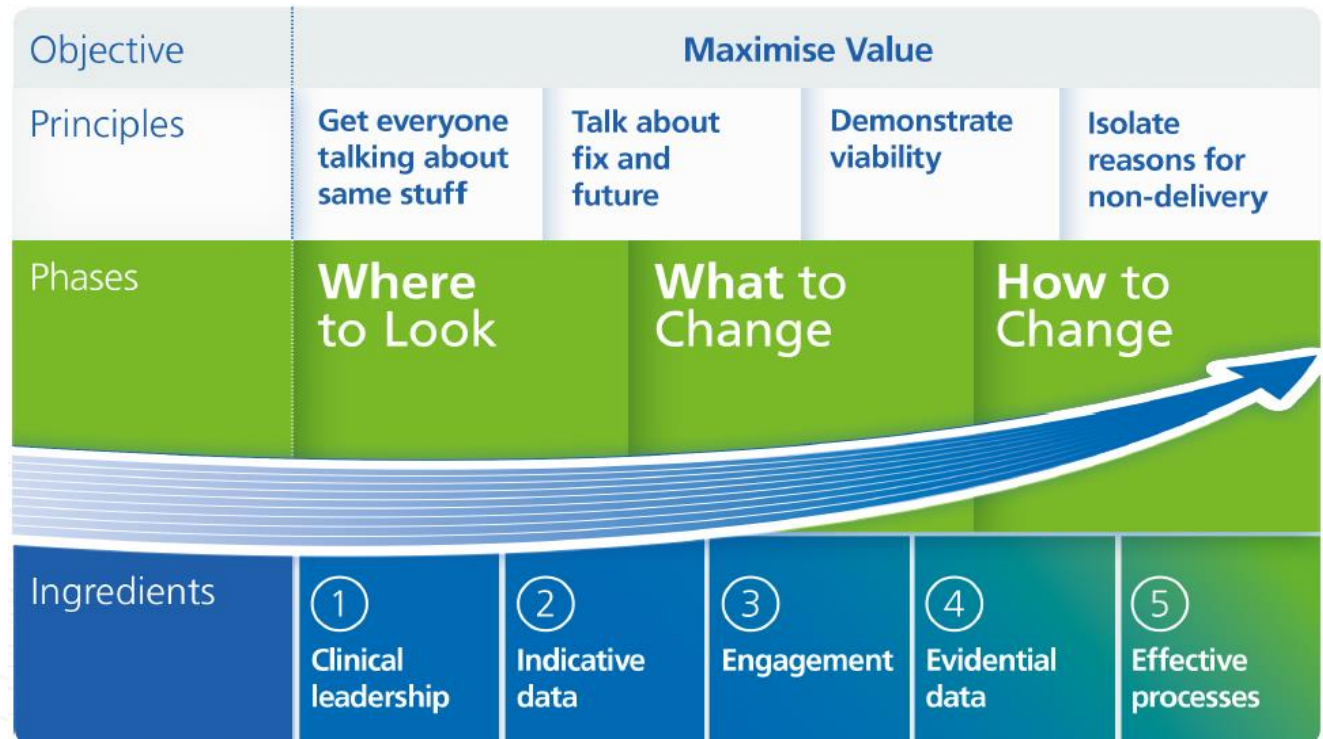 Objective
Maximise Value
Principles
Get everyone
talking about
same stuff
Talk about
fix and
future
Demonstrate
viability
Isolate
reasons for
non-delivery
Phases
Where
to Look
What to
Change
How to
Change
Ingredients
1
Clinical
leadership
2
Indicative
data
3
Engagement
4
Evidential
data
5
Effective
processes